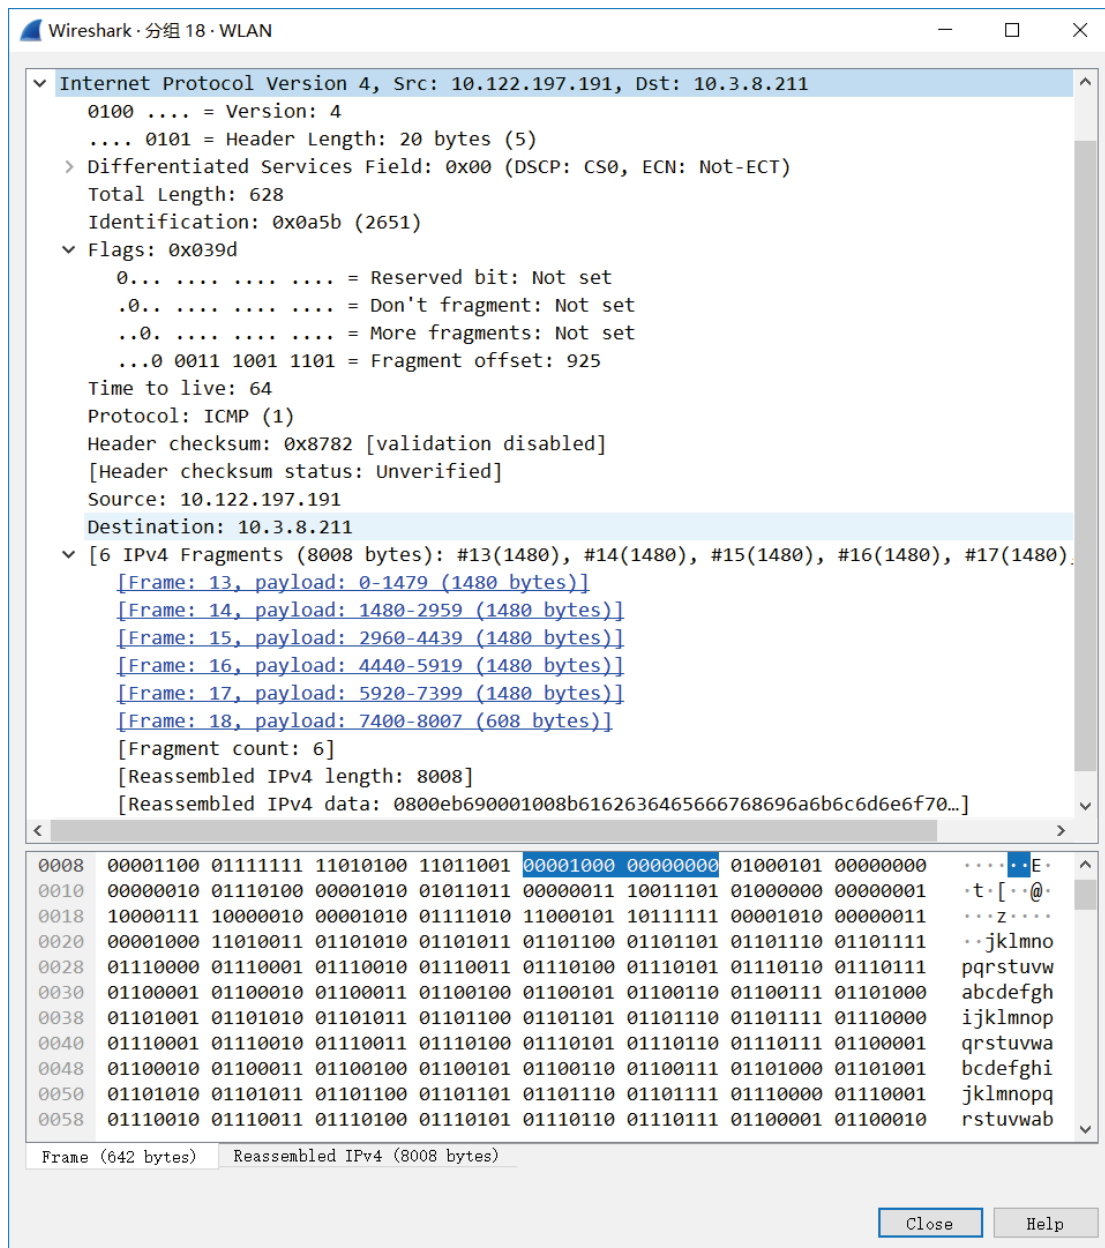 Wireshark · 分组 18 · WLAN
Internet Protocol Version 4, Src: 10.122.197.191, Dst: 10.3.8.211
0100 .... = Version: 4
.... 0101 = Header Length: 20 bytes (5)
Differentiated Services Field: 0x00 (DSCP: CS0, ECN: Not-ECT)
Total Length: 628
Identification: 0x0a5b (2651)
Flags: 0x039d
0... .... .... .... = Reserved bit: Not set
.0.. .... .... .... = Don't fragment: Not set
..0. .... .... .... = More fragments: Not set
...0 0011 1001 1101 = Fragment offset: 925
Time to live: 64
Protocol: ICMP (1)
Header checksum: 0x8782 [validation disabled]
[Header checksum status: Unverified]
Source: 10.122.197.191
Destination: 10.3.8.211
[6 IPv4 Fragments (8008 bytes): #13(1480), #14(1480), #15(1480), #16(1480), #17(1480),
[Frame: 13, payload: 0-1479 (1480 bytes)]
[Frame: 14, payload: 1480-2959 (1480 bytes)]
[Frame: 15, payload: 2960-4439 (1480 bytes)]
[Frame: 16, payload: 4440-5919 (1480 bytes)]
[Frame: 17, payload: 5920-7399 (1480 bytes)]
[Frame: 18, payload: 7400-8007 (608 bytes)]
[Fragment count: 6]
[Reassembled IPv4 length: 8008]
[Reassembled IPv4 data: 0800eb690001008b6162636465666768696a6b6c6d6e6f70…]
0008 00001100 01111111 11010100 11011001 00001000 00000000 01000101 00000000 ······E·
0010 00000010 01110100 00001010 01011011 00000011 10011101 01000000 00000001 ·t·[··@·
0018 10000111 10000010 00001010 01111010 11000101 10111111 00001010 00000011 ···z····
0020 00001000 11010011 01101010 01101011 01101100 01101101 01101110 01101111 ··jklmno
0028 01110000 01110001 01110010 01110011 01110100 01110101 01110110 01110111 pqrstuvw
0030 01100001 01100010 01100011 01100100 01100101 01100110 01100111 01101000 abcdefgh
0038 01101001 01101010 01101011 01101100 01101101 01101110 01101111 01110000 ijklmnop
0040 01110001 01110010 01110011 01110100 01110101 01110110 01110111 01100001 qrstuvwa
0048 01100010 01100011 01100100 01100101 01100110 01100111 01101000 01101001 bcdefghi
0050 01101010 01101011 01101100 01101101 01101110 01101111 01110000 01110001 jklmnopq
0058 01110010 01110011 01110100 01110101 01110110 01110111 01100001 01100010 rstuvwab
Frame (642 bytes) Reassembled IPv4 (8008 bytes)
Close Help